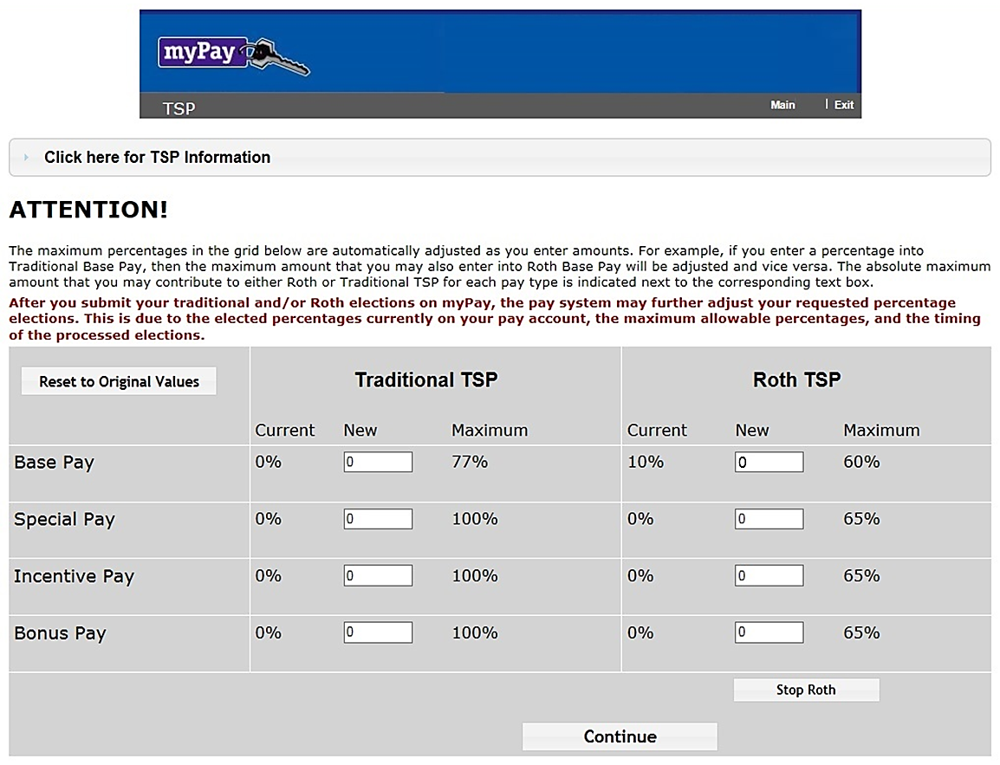 myPay
TSP
Main | Exit
Click here for TSP Information
ATTENTION!
The maximum percentages in the grid below are automatically adjusted as you enter amounts. For example, if you enter a percentage into
Traditional Base Pay, then the maximum amount that you may also enter into Roth Base Pay will be adjusted and vice versa. The absolute maximum
amount that you may contribute to either Roth or Traditional TSP for each pay type is indicated next to the corresponding text box.
After you submit your traditional and/or Roth elections on myPay, the pay system may further adjust your requested percentage
elections. This is due to the elected percentages currently on your pay account, the maximum allowable percentages, and the timing
of the processed elections.
Reset to Original Values Traditional TSP Roth TSP
Current New Maximum Current New Maximum
Base Pay 0% 0 77% 10% 0 60%
Special Pay 0% 0 100% 0% 0 65%
Incentive Pay 0% 0 100% 0% 0 65%
Bonus Pay 0% 0 100% 0% 0 65%
Stop Roth
Continue